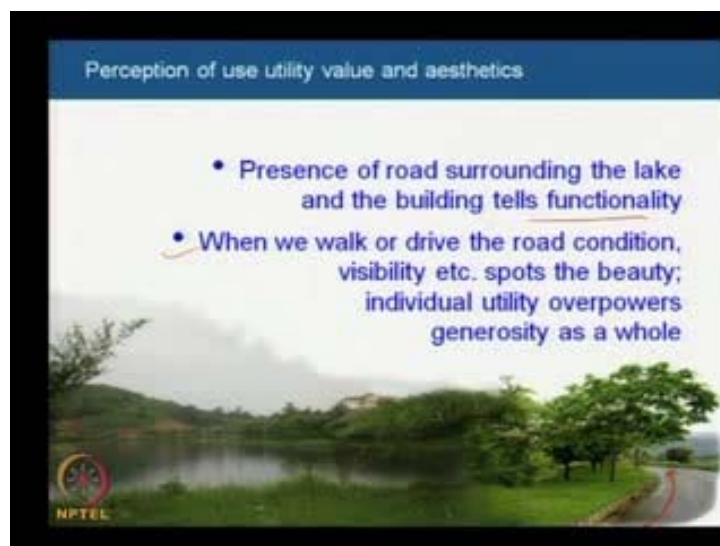 Perception of use utility value and aesthetics
• Presence of road surrounding the lake
and the building tells functionality
• When we walk or drive the road condition,
visibility etc. spots the beauty;
individual utility overpowers
generosity as a whole
NPTEL